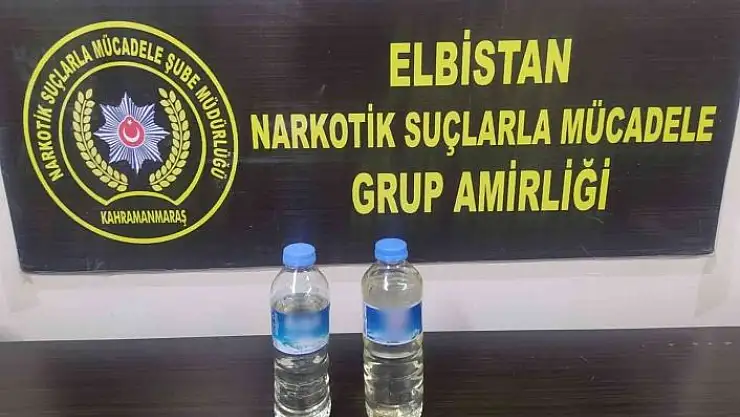 NARKOTİK SUÇLARLA MÜCADELE ŞUBE MÜDÜRLÜĞÜ
KAHRAMANMARAŞ
ELBİSTAN
NARKOTİK SUÇLARLA MÜCADELE
GRUP AMİRLİĞİ